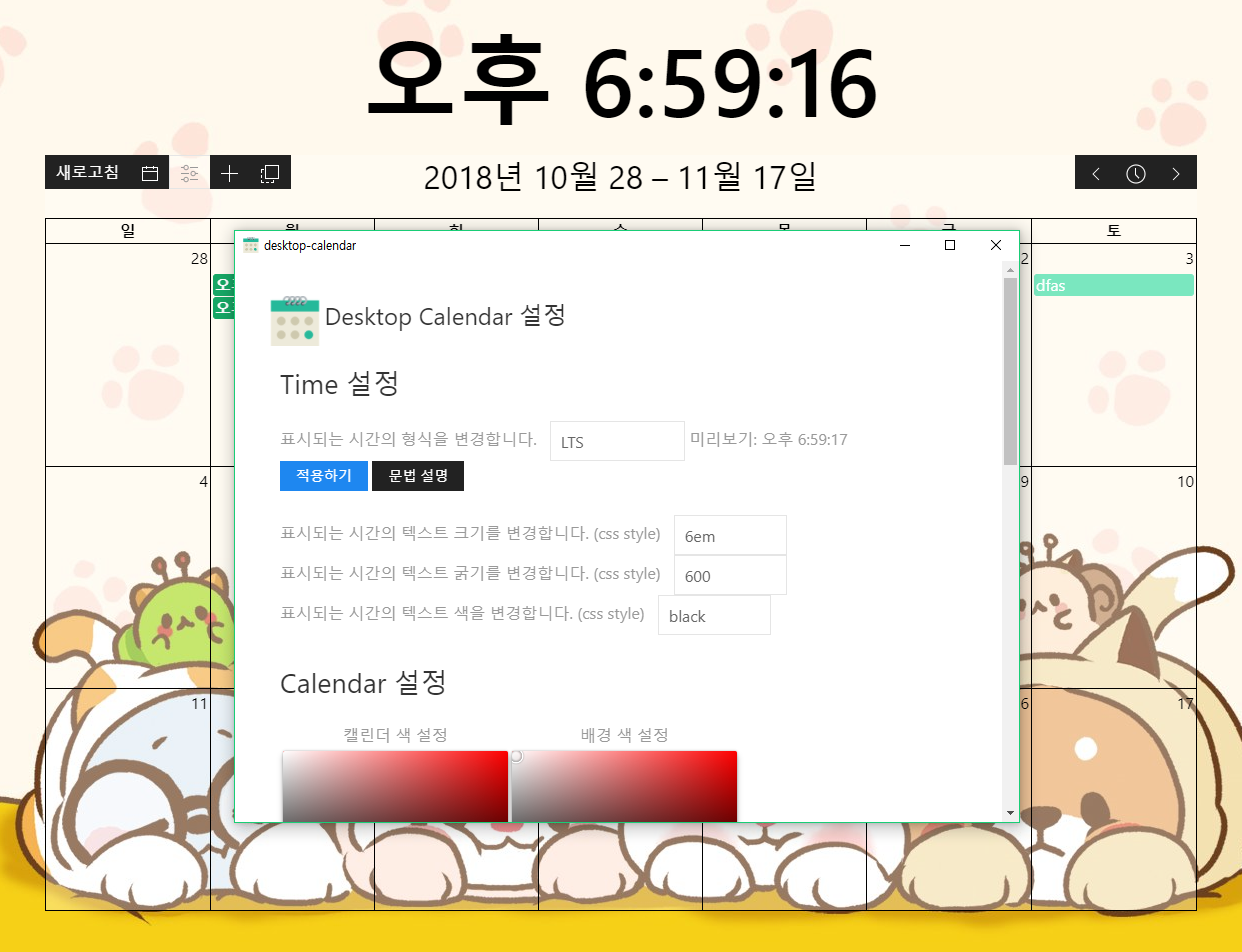 오후 6:59:16
새로고침
2018년 10월 28 – 11월 17일
일 토
desktop-calendar
28 2 3
dfas
Desktop Calendar 설정
Time 설정
표시되는 시간의 형식을 변경합니다. LTS 미리보기: 오후 6:59:17
적용하기 문법 설명
4 9 10
표시되는 시간의 텍스트 크기를 변경합니다. (css style) 6em
표시되는 시간의 텍스트 굵기를 변경합니다. (css style) 600
표시되는 시간의 텍스트 색을 변경합니다. (css style) black
Calendar 설정
11 6 17
캘린더 색 설정 배경 색 설정